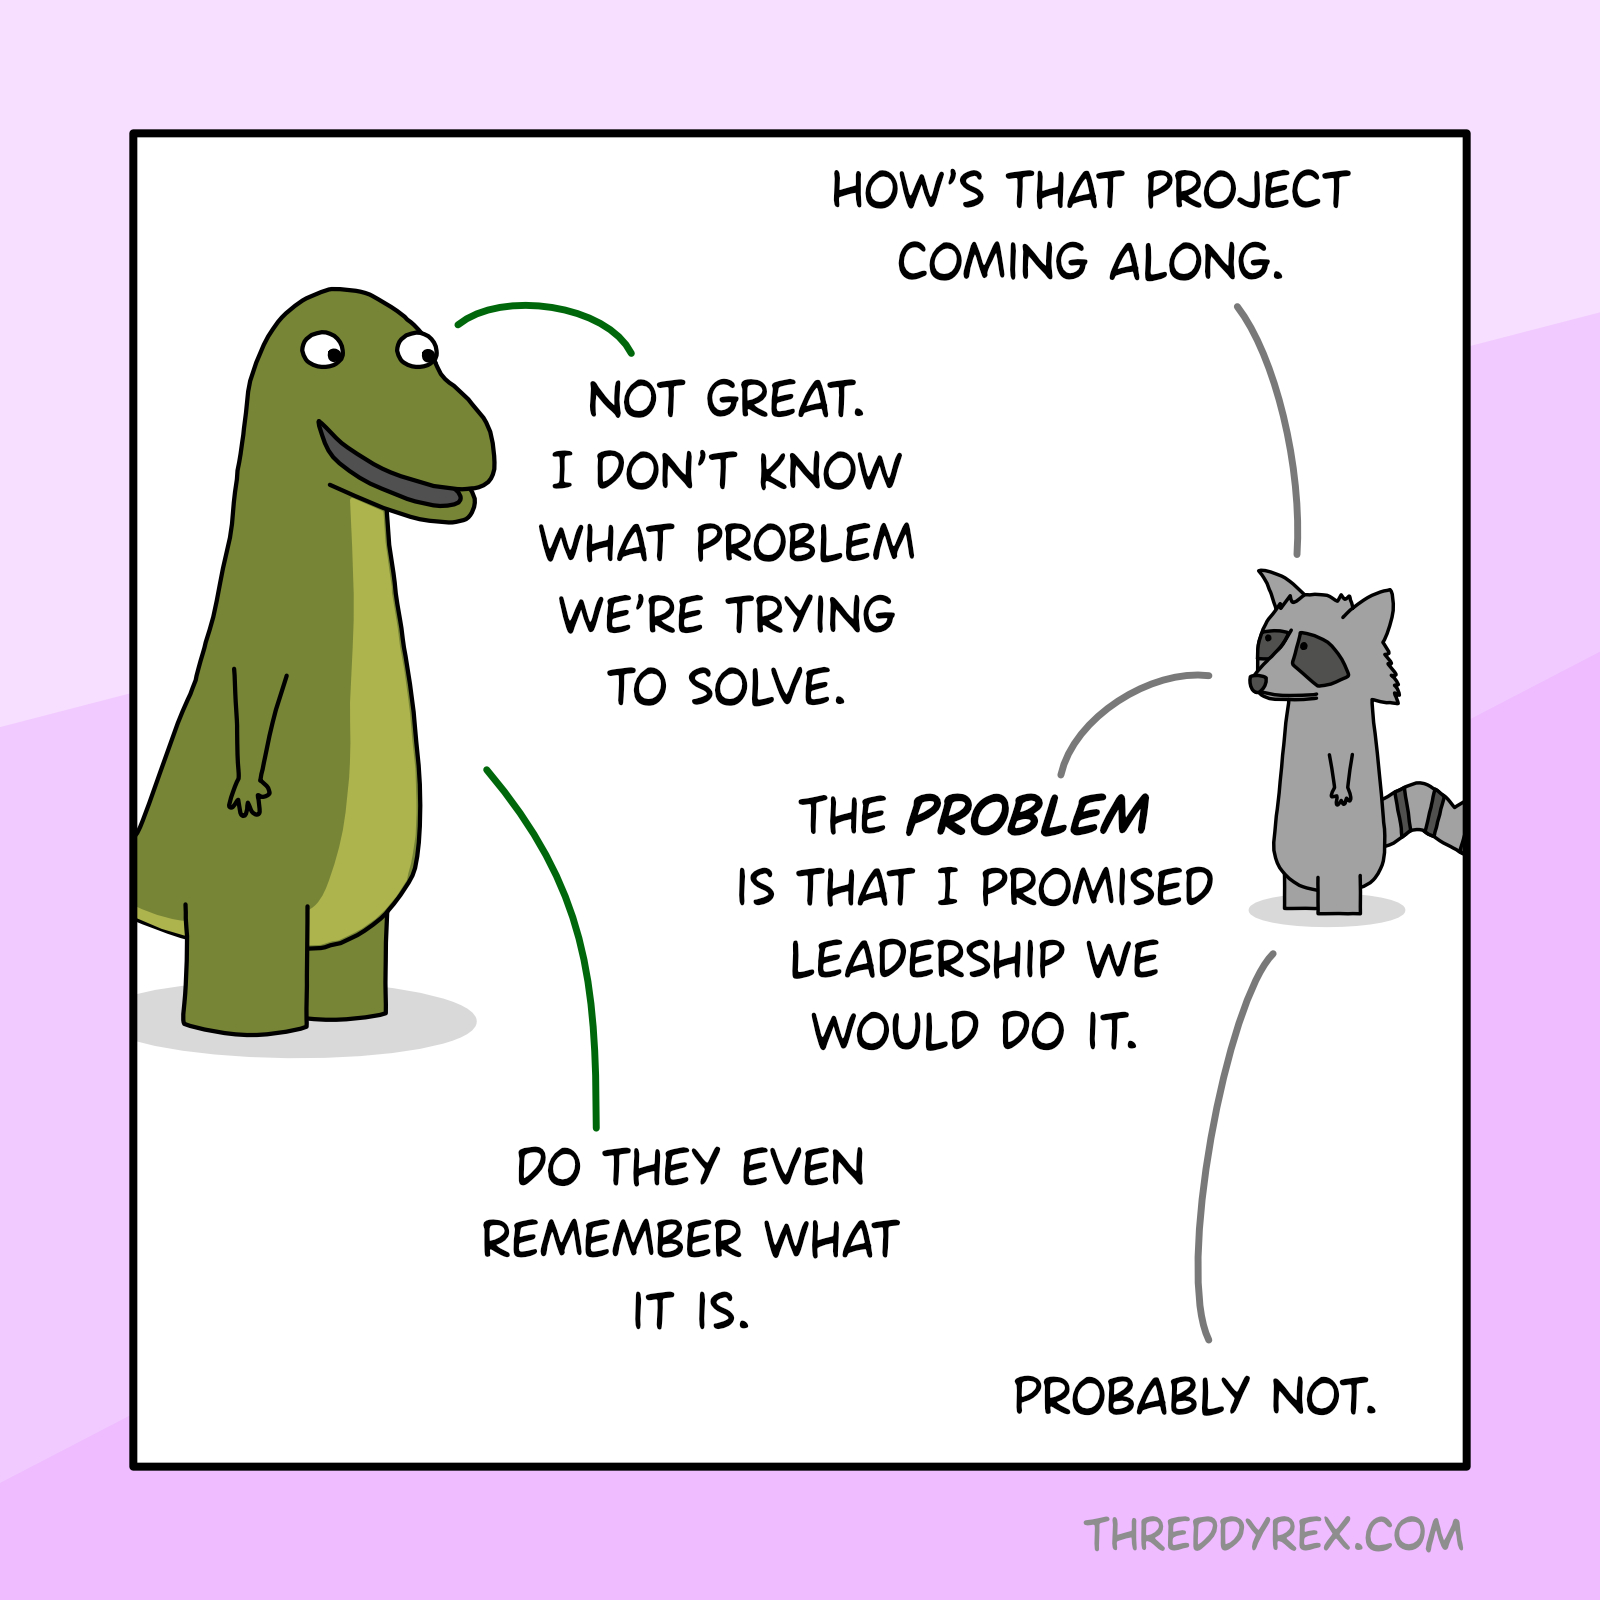 HOW'S THAT PROJECT
COMING ALONG.
NOT GREAT.
I DON'T KNOW
WHAT PROBLEM
WE'RE TRYING
TO SOLVE.
THE PROBLEM
IS THAT I PROMISED
LEADERSHIP WE
WOULD DO IT.
DO THEY EVEN
REMEMBER WHAT
IT IS.
PROBABLY NOT.
THREDDYREX.COM